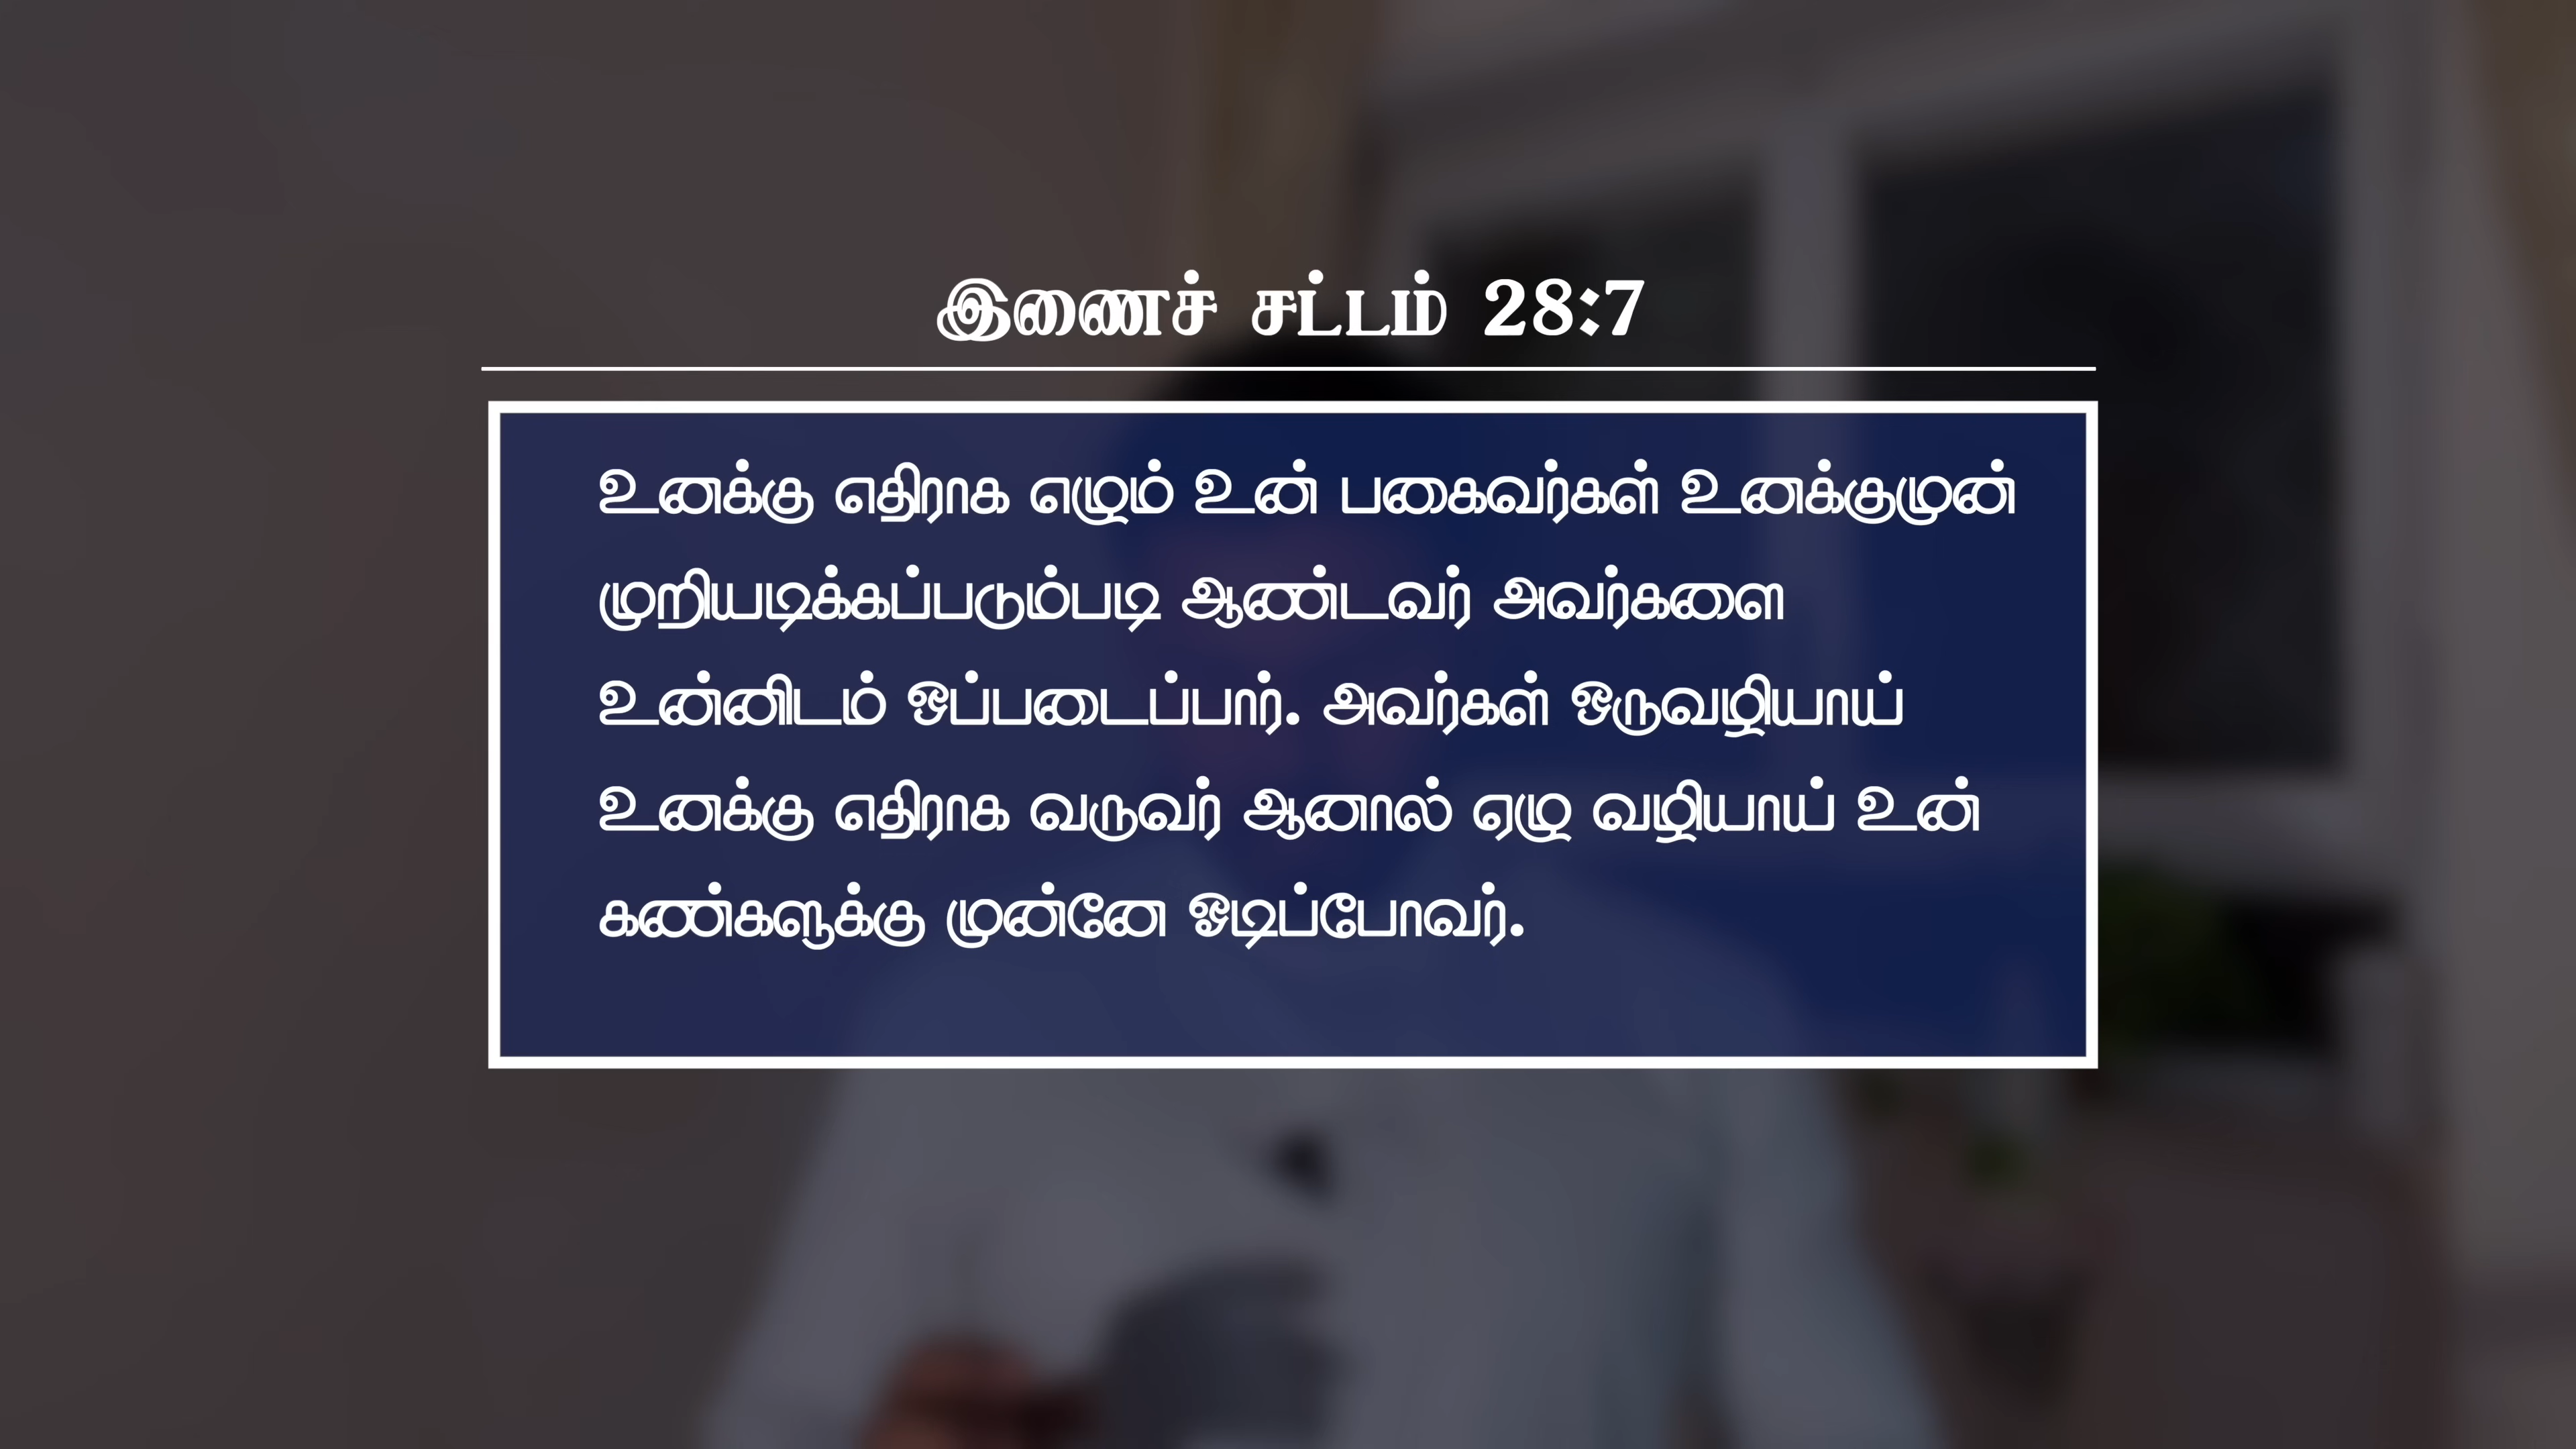 இணைச் சட்டம் 28:7
உனக்கு எதிராக எழும் உன் பகைவர்கள் உனக்குமுன்
முறியடிக்கப்படும்படி ஆண்டவர் அவர்களை
உன்னிடம் ஒப்படைப்பார். அவர்கள் ஒருவழியாய்
உனக்கு எதிராக வருவர் ஆனால் ஏழு வழியாய் உன்
கண்களுக்கு முன்னே ஓடிப்போவர்.